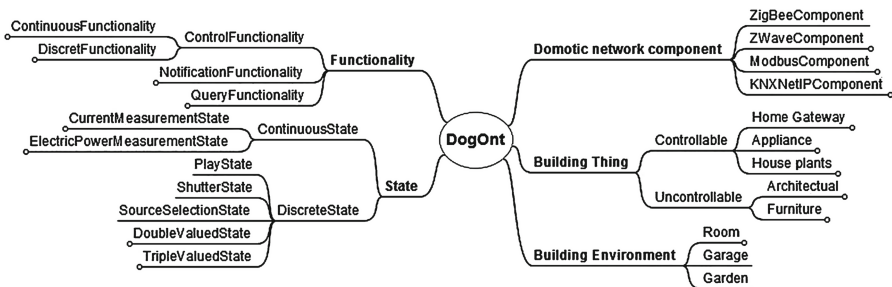 ContinuousFunctionality
DiscretFunctionality
ControlFunctionality
NotificationFunctionality
QueryFunctionality
Functionality
CurrentMeasurementState
ElectricPowerMeasurementState
ContinuousState
PlayState
ShutterState
SourceSelectionState
DoubleValuedState
TripleValuedState
DiscreteState
State
DogOnt
Domotic network component
ZigBeeComponent
ZWaveComponent
ModbusComponent
KNXNetIPComponent
Building Thing
Controllable
Home Gateway
Appliance
House plants
Uncontrollable
Architectual
Furniture
Building Environment
Room
Garage
Garden